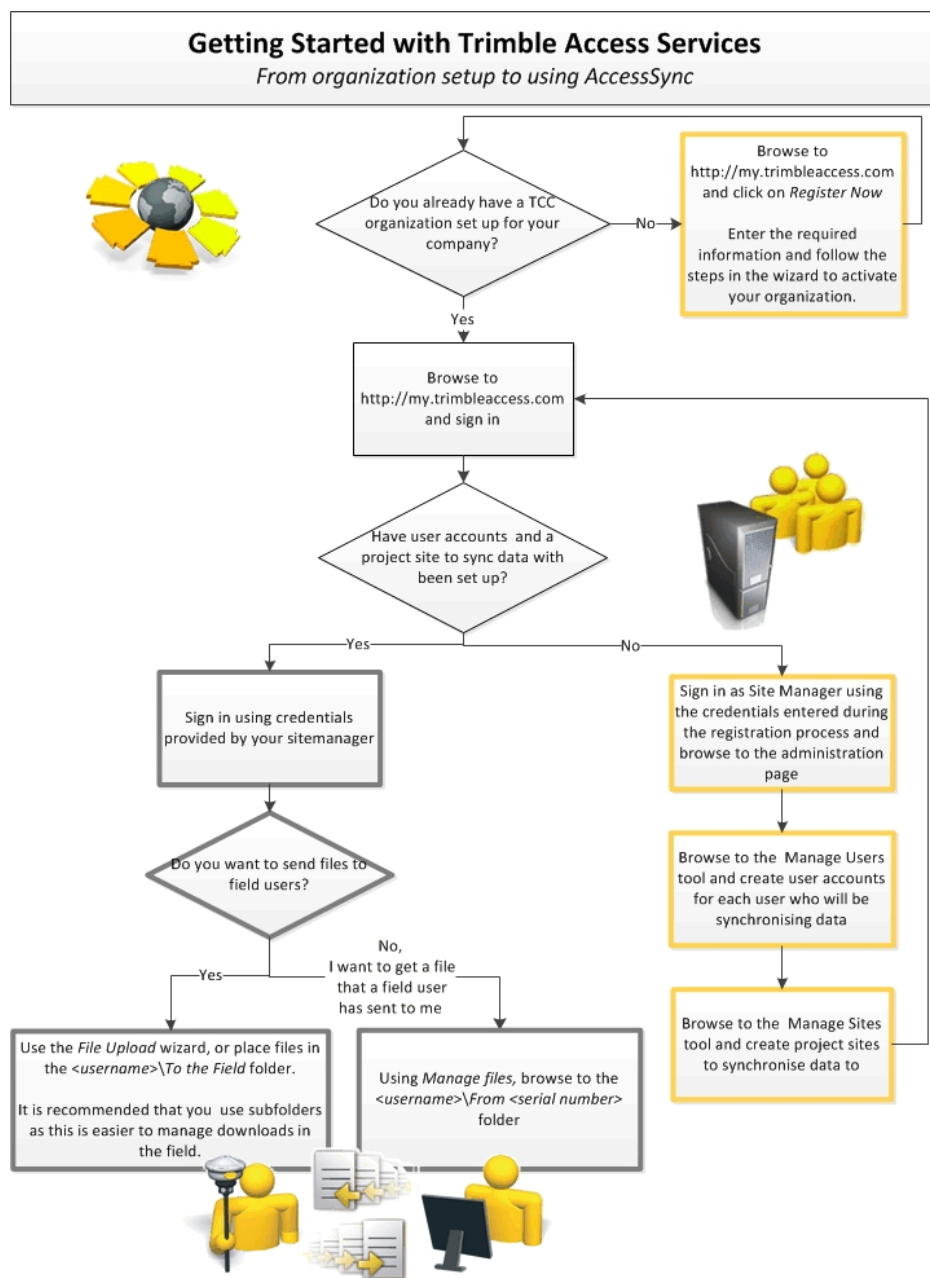 Getting Started with Trimble Access Services
From organization setup to using AccessSync
Do you already have a TCC
organization set up for your
company?
No
Browse to
http://my.trimbleaccess.com
and click on Register Now
Enter the required
information and follow the
steps in the wizard to activate
your organization.
Yes
Browse to
http://my.trimbleaccess.com
and sign in
Have user accounts and a
project site to sync data with
been set up?
Yes
No
Sign in using credentials
provided by your sitemanager
Sign in as Site Manager using
the credentials entered during
the registration process and
browse to the administration
page
Do you want to send files to
field users?
Browse to the Manage Users
tool and create user accounts
for each user who will be
synchronising data
Yes
No,
I want to get a file
that a field user
has sent to me
Browse to the Manage Sites
tool and create project sites
to synchronise data to
Use the File Upload wizard, or place files in
the <username>\To the Field folder.
It is recommended that you use subfolders
as this is easier to manage downloads in
the field.
Using Manage files, browse to the
<username>\From <serial number>
folder